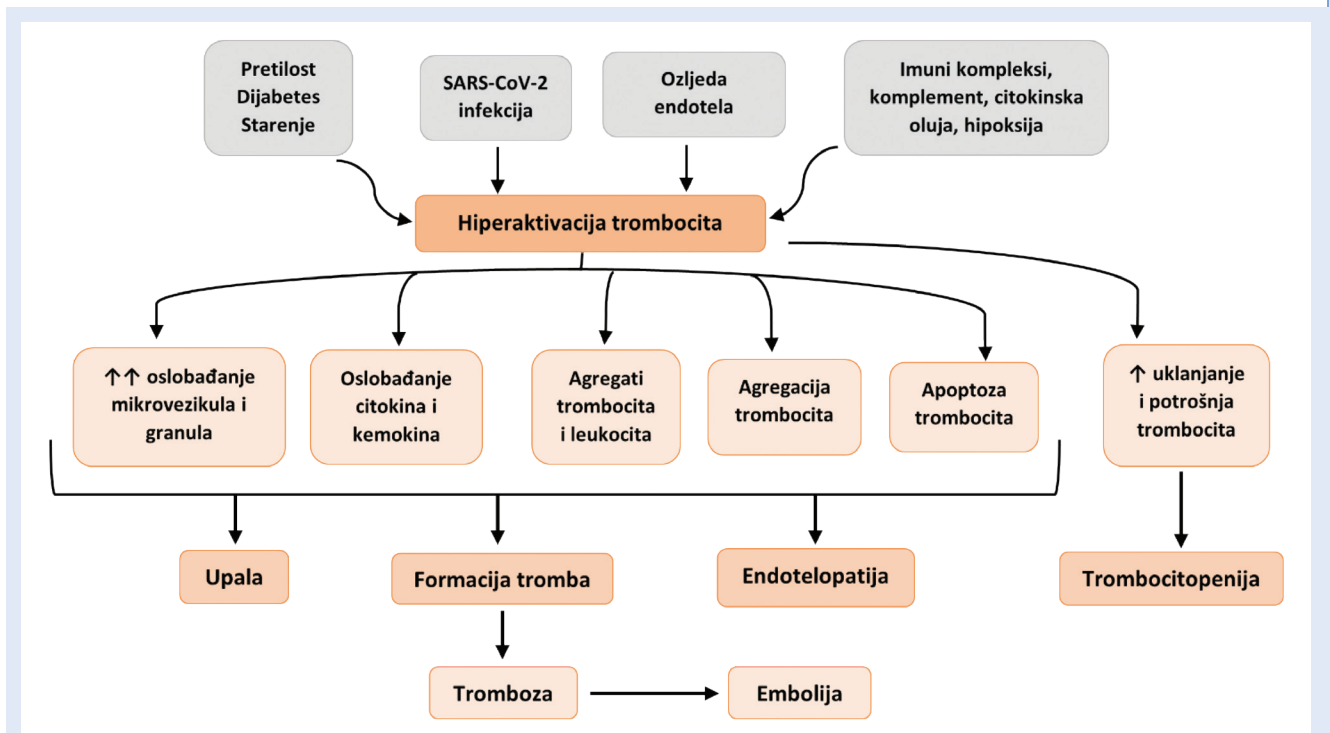 Pretilost
Dijabetes
Starenje
SARS-CoV-2
infekcija
Ozljeda
endotela
Imuni kompleksi,
komplement, citokinska
oluja, hipoksija
Hiperaktivacija trombocita
↑↑ oslobađanje
mikrovezikula i
granula
Oslobađanje
citokina i
kemokina
Agregati
trombocita
i leukocita
Agregacija
trombocita
Apoptoza
trombocita
↑ uklanjanje
i potrošnja
trombocita
Upala
Formacija tromba
Endotelopatija
Trombocitopenija
Tromboza
Embolija